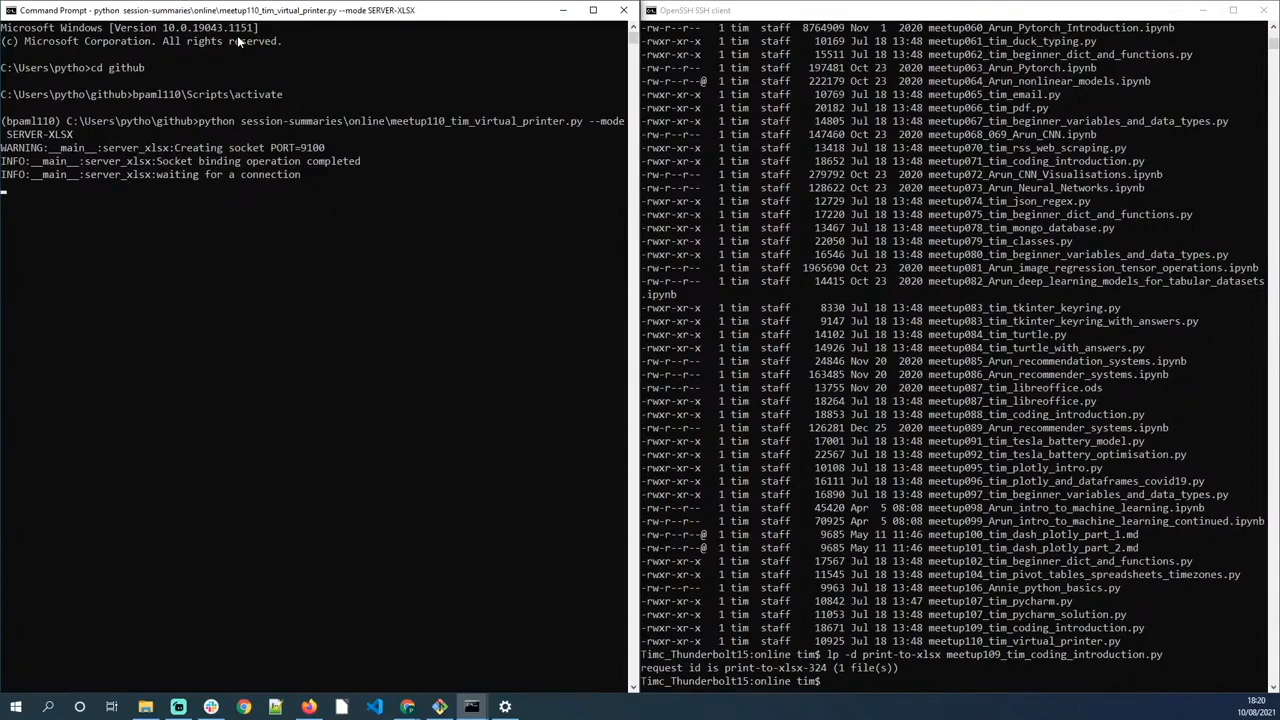 Command Prompt - python session-summaries\online\meetup110_tim_virtual_printer.py --mode SERVER-XLSX
Microsoft Windows [Version 10.0.19043.1151]
(c) Microsoft Corporation. All rights reserved.
C:\Users\pytho>cd github
C:\Users\pytho\github>bpaml110\Scripts\activate
(bpaml110) C:\Users\pytho\github>python session-summaries\online\meetup110_tim_virtual_printer.py --mode
SERVER-XLSX
WARNING:__main__:server_xlsx:Creating socket PORT=9100
INFO:__main__:server_xlsx:Socket binding operation completed
INFO:__main__:server_xlsx:waiting for a connection
OpenSSH SSH client
-rw-r--r-- 1 tim staff 8764909 Nov 1 2020 meetup060_Arun_Pytorch_Introduction.ipynb
-rwxr-xr-x 1 tim staff 10169 Jul 18 13:48 meetup061_tim_duck_typing.py
-rwxr-xr-x 1 tim staff 15511 Jul 18 13:48 meetup062_tim_beginner_dict_and_functions.py
-rw-r--r-- 1 tim staff 197481 Oct 23 2020 meetup063_Arun_Pytorch.ipynb
-rw-r--r--@ 1 tim staff 222179 Oct 23 2020 meetup064_Arun_nonlinear_models.ipynb
-rwxr-xr-x 1 tim staff 10769 Jul 18 13:48 meetup065_tim_email.py
-rwxr-xr-x 1 tim staff 20182 Jul 18 13:48 meetup066_tim_pdf.py
-rwxr-xr-x 1 tim staff 14805 Jul 18 13:48 meetup067_tim_beginner_variables_and_data_types.py
-rw-r--r-- 1 tim staff 147460 Oct 23 2020 meetup068_069_Arun_CNN.ipynb
-rwxr-xr-x 1 tim staff 13398 Jul 18 13:48 meetup070_tim_rss_web_scraping.py
-rwxr-xr-x 1 tim staff 18652 Jul 18 13:48 meetup071_tim_coding_introduction.py
-rw-r--r-- 1 tim staff 279792 Oct 23 2020 meetup072_Arun_CNN_Visualisations.ipynb
-rw-r--r-- 1 tim staff 128622 Oct 23 2020 meetup073_Arun_Neural_Networks.ipynb
-rwxr-xr-x 1 tim staff 12729 Jul 18 13:48 meetup074_tim_json_regex.py
-rwxr-xr-x 1 tim staff 17220 Jul 18 13:48 meetup075_tim_beginner_dict_and_functions.py
-rwxr-xr-x 1 tim staff 13467 Jul 18 13:48 meetup078_tim_mongo_database.py
-rwxr-xr-x 1 tim staff 22050 Jul 18 13:48 meetup079_tim_classes.py
-rwxr-xr-x 1 tim staff 16546 Jul 18 13:48 meetup080_tim_beginner_variables_and_data_types.py
-rw-r--r-- 1 tim staff 1965690 Oct 23 2020 meetup081_Arun_image_regression_tensor_operations.ipynb
-rw-r--r-- 1 tim staff 14415 Oct 23 2020 meetup082_Arun_deep_learning_models_for_tabular_datasets
.ipynb
-rwxr-xr-x 1 tim staff 8330 Jul 18 13:48 meetup083_tim_tkinter_keyring.py
-rwxr-xr-x 1 tim staff 9147 Jul 18 13:48 meetup083_tim_tkinter_keyring_with_answers.py
-rwxr-xr-x 1 tim staff 14102 Jul 18 13:48 meetup084_tim_turtle.py
-rwxr-xr-x 1 tim staff 14926 Jul 18 13:48 meetup084_tim_turtle_with_answers.py
-rw-r--r-- 1 tim staff 24846 Nov 20 2020 meetup085_Arun_recommendation_systems.ipynb
-rw-r--r-- 1 tim staff 163485 Nov 20 2020 meetup086_Arun_recommender_systems.ipynb
-rw-r--r-- 1 tim staff 13755 Nov 20 2020 meetup087_tim_libreoffice.ods
-rwxr-xr-x 1 tim staff 18264 Jul 18 13:48 meetup087_tim_libreoffice.py
-rwxr-xr-x 1 tim staff 18853 Jul 18 13:48 meetup088_tim_coding_introduction.py
-rw-r--r-- 1 tim staff 126281 Dec 25 2020 meetup089_Arun_recommender_systems.ipynb
-rwxr-xr-x 1 tim staff 17001 Jul 18 13:48 meetup091_tim_tesla_battery_model.py
-rwxr-xr-x 1 tim staff 22567 Jul 18 13:48 meetup092_tim_tesla_battery_optimisation.py
-rwxr-xr-x 1 tim staff 10108 Jul 18 13:48 meetup095_tim_plotly_intro.py
-rwxr-xr-x 1 tim staff 16111 Jul 18 13:48 meetup096_tim_plotly_and_dataframes_covid19.py
-rwxr-xr-x 1 tim staff 16890 Jul 18 13:48 meetup097_tim_beginner_variables_and_data_types.py
-rw-r--r-- 1 tim staff 45420 Apr 5 08:08 meetup098_Arun_intro_to_machine_learning.ipynb
-rw-r--r-- 1 tim staff 70925 Apr 5 08:08 meetup099_Arun_intro_to_machine_learning_continued.ipynb
-rw-r--r--@ 1 tim staff 9685 May 11 11:46 meetup100_tim_dash_plotly_part_1.md
-rw-r--r--@ 1 tim staff 9685 May 11 11:46 meetup101_tim_dash_plotly_part_2.md
-rwxr-xr-x 1 tim staff 17567 Jul 18 13:48 meetup102_tim_beginner_dict_and_functions.py
-rwxr-xr-x 1 tim staff 11545 Jul 18 13:48 meetup104_tim_pivot_tables_spreadsheets_timezones.py
-rwxr-xr-x 1 tim staff 9963 Jul 18 13:48 meetup106_Annie_python_basics.py
-rwxr-xr-x 1 tim staff 10842 Jul 18 13:47 meetup107_tim_pycharm.py
-rwxr-xr-x 1 tim staff 11053 Jul 18 13:48 meetup107_tim_pycharm_solution.py
-rwxr-xr-x 1 tim staff 18671 Jul 18 13:48 meetup109_tim_coding_introduction.py
-rwxr-xr-x 1 tim staff 10925 Jul 18 13:48 meetup110_tim_virtual_printer.py
Timc_Thunderbolt15:online tim$ lp -d print-to-xlsx meetup109_tim_coding_introduction.py
request id is print-to-xlsx-324 (1 file(s))
Timc_Thunderbolt15:online tim$
18:20
10/08/2021